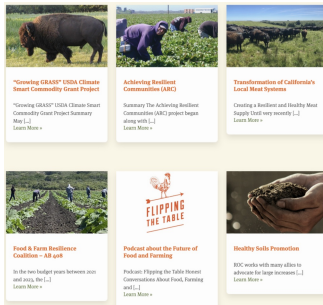 "Growing GRASS" USDA Climate
Smart Commodity Grant Project
"Growing GRASS" USDA Climate Smart
Commodity Grant Project Summary
May [...]
Learn More »
Achieving Resilient
Communities (ARC)
Summary The Achieving Resilient
Communities (ARC) project began
along with [...]
Learn More »
Transformation of California's
Local Meat Systems
Creating a Resilient and Healthy Meat
Supply Until very recently [...]
Learn More »
Food & Farm Resilience
Coalition – AB 408
In the two budget years between 2021
and 2023, the [...]
Learn More »
FLIPPING
THE TABLE
Podcast about the Future of
Food and Farming
Podcast: Flipping the Table Honest
Conversations About Food, Farming
and [...]
Learn More »
Healthy Soils Promotion
ROC works with many allies to
advocate for large increases [...]
Learn More »